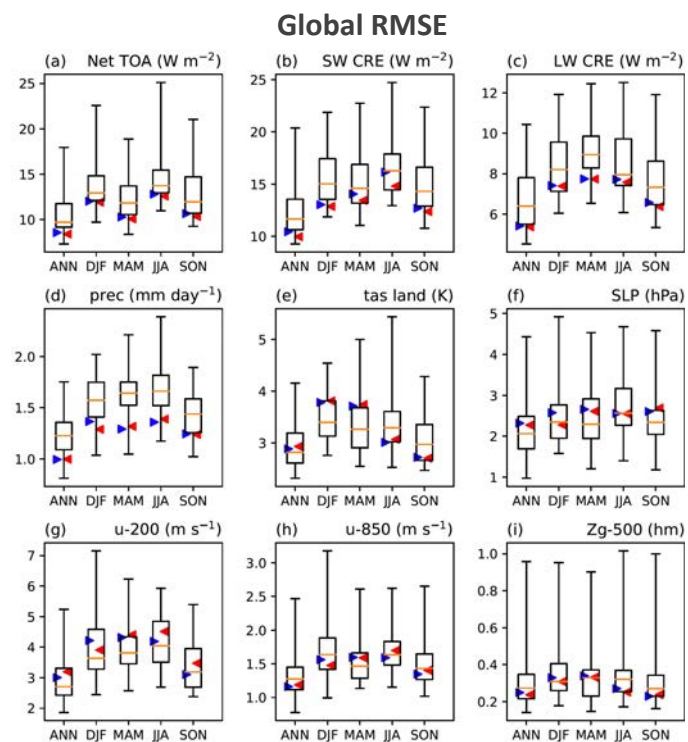 Global RMSE
(a) Net TOA (W m⁻²)
(b) SW CRE (W m⁻²)
(c) LW CRE (W m⁻²)
25
20
15
10
ANN DJF MAM JJA SON
25
20
15
10
ANN DJF MAM JJA SON
12
10
8
6
ANN DJF MAM JJA SON
(d) prec (mm day⁻¹)
(e) tas land (K)
(f) SLP (hPa)
2.0
1.5
1.0
ANN DJF MAM JJA SON
5
4
3
ANN DJF MAM JJA SON
5
4
3
2
1
ANN DJF MAM JJA SON
(g) u-200 (m s⁻¹)
(h) u-850 (m s⁻¹)
(i) Zg-500 (hm)
7
6
5
4
3
2
ANN DJF MAM JJA SON
3.0
2.5
2.0
1.5
1.0
ANN DJF MAM JJA SON
1.0
0.8
0.6
0.4
0.2
ANN DJF MAM JJA SON